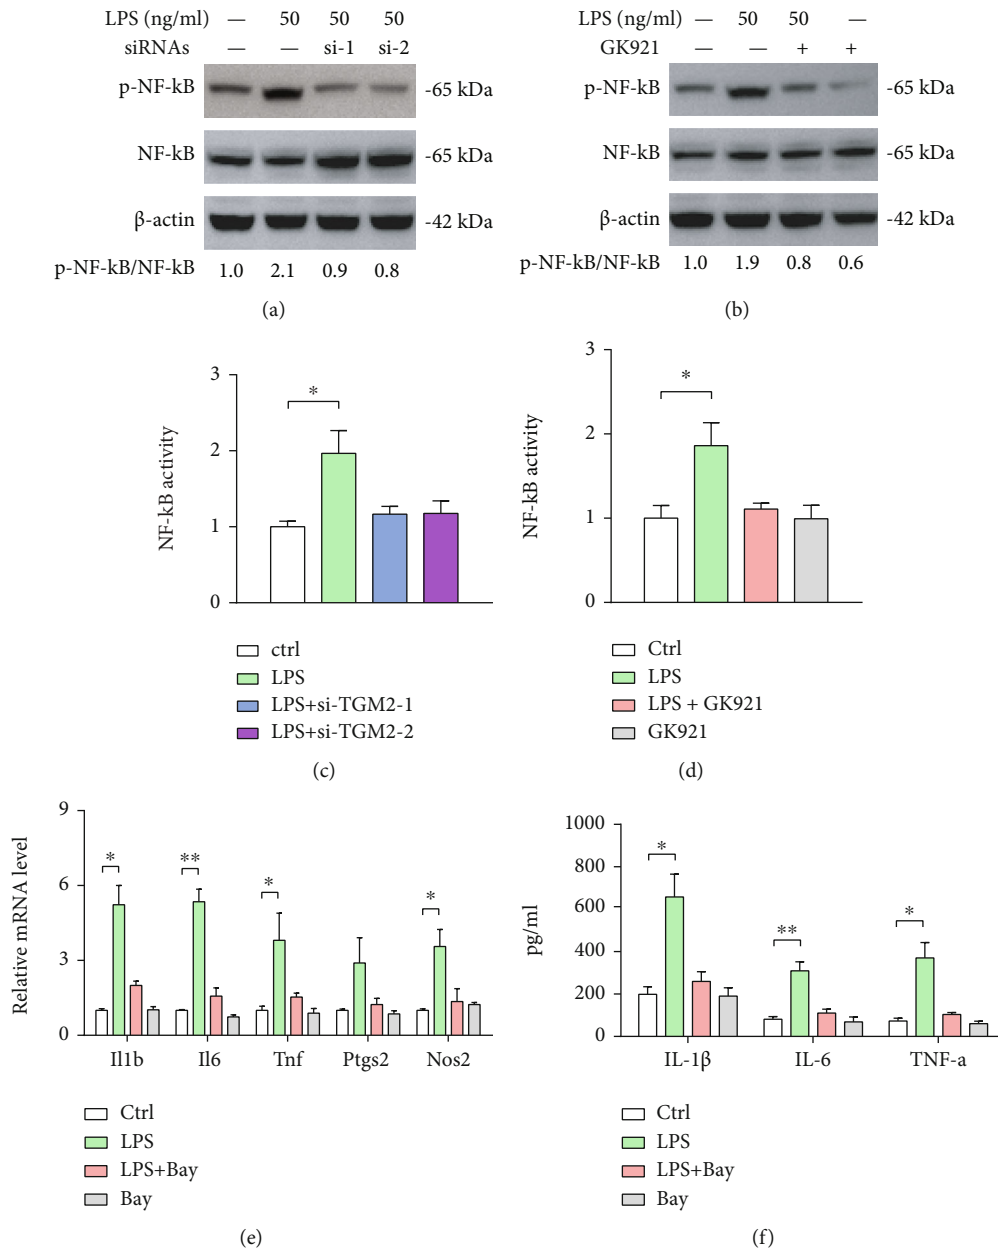 LPS (ng/ml) — 50 50 50
siRNAs — — si-1 si-2
p-NF-kB -65 kDa
NF-kB -65 kDa
β-actin -42 kDa
p-NF-kB/NF-kB 1.0 2.1 0.9 0.8
(a)
LPS (ng/ml) — 50 50 —
GK921 — — + +
p-NF-kB -65 kDa
NF-kB -65 kDa
β-actin -42 kDa
p-NF-kB/NF-kB 1.0 1.9 0.8 0.6
(b)
NF-kB activity
3
2
1
0
*
ctrl
LPS
LPS+si-TGM2-1
LPS+si-TGM2-2
(c)
NF-kB activity
3
2
1
0
*
Ctrl
LPS
LPS + GK921
GK921
(d)
Relative mRNA level
9
6
3
0
* ** * *
Il1b Il6 Tnf Ptgs2 Nos2
Ctrl
LPS
LPS+Bay
Bay
(e)
pg/ml
1000
800
600
400
200
0
* ** *
IL-1β IL-6 TNF-a
Ctrl
LPS
LPS+Bay
Bay
(f)